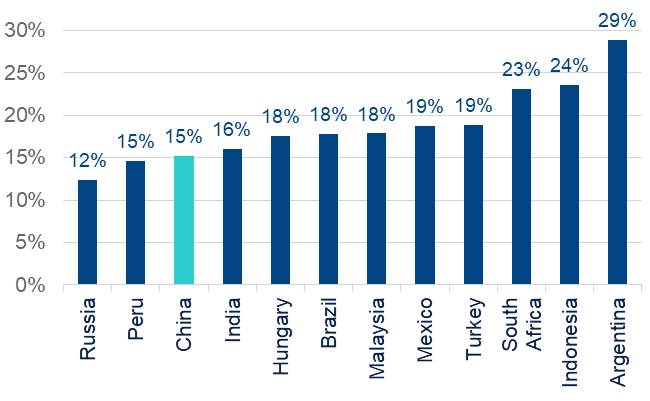 30%
25%
20%
15%
10%
5%
0%
12%
15%
15%
16%
18%
18%
18%
19%
19%
23%
24%
29%
Russia
Peru
China
India
Hungary
Brazil
Malaysia
Mexico
Turkey
South
Africa
Indonesia
Argentina